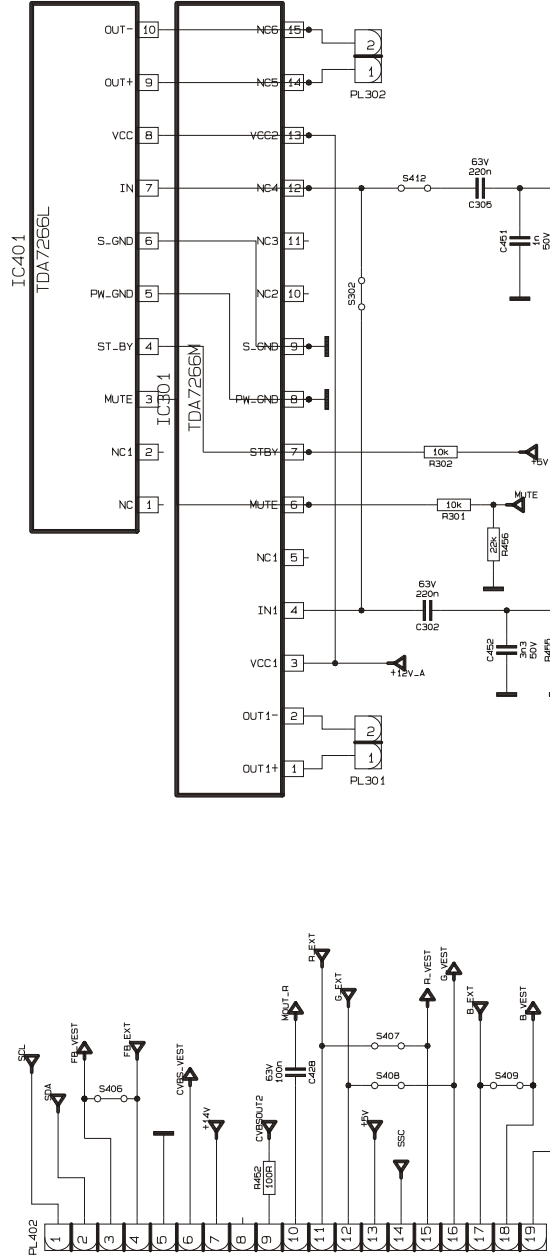 OUT- 10 NC6 15
2
OUT+ 9 NC5 14
1
PL302
VCC 8 VCC2 13
IN 7 NC4 12
S412
63V
220n
C305
S_GND 6 NC3 11
C451
1n
50V
PW_GND 5 NC2 10
S302
ST_BY 4 S_GND 9
MUTE 3 PW_GND 8
IC401
TDA7266L
IC301
TDA7266M
NC1 2 STBY 7
10k
R302
+5V
NC 1 MUTE 6
10k
R301
MUTE
22k
R456
NC1 5
IN1 4
63V
220n
C302
C452
3n3
50V
R455
VCC1 3
+12V_A
OUT1- 2
2
OUT1+ 1
1
PL301
SCL
SDA
FB_VEST
FB_EXT
S406
CVBS_VEST
+14V
CVBSOUT2
R452
100R
MOUT_R
63V
100n
C428
R_EXT
G_EXT
S407
S408
+5V
SSC
R_VEST
G_VEST
B_EXT
S409
B_VEST
PL402
1 2 3 4 5 6 7 8 9 10 11 12 13 14 15 16 17 18 19